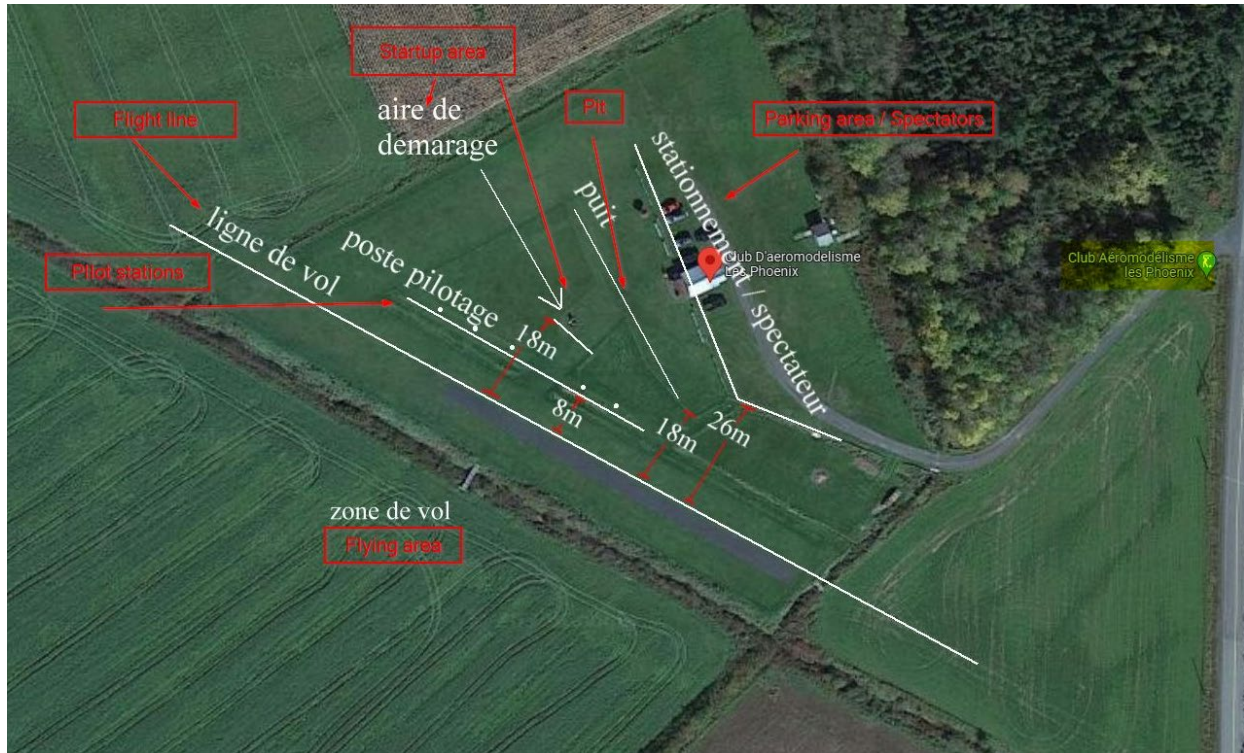 Startup area
Flight line
aire de
demarage
Pit
Parking area / Spectators
puit
stationnement / spectateur
ligne de vol
poste pilotage
Pilot stations
Club D'aeromodelisme
Les Phoenix
Club Aéromodelisme
les Phoenix
18m
8m
18m
26m
zone de vol
Flying area